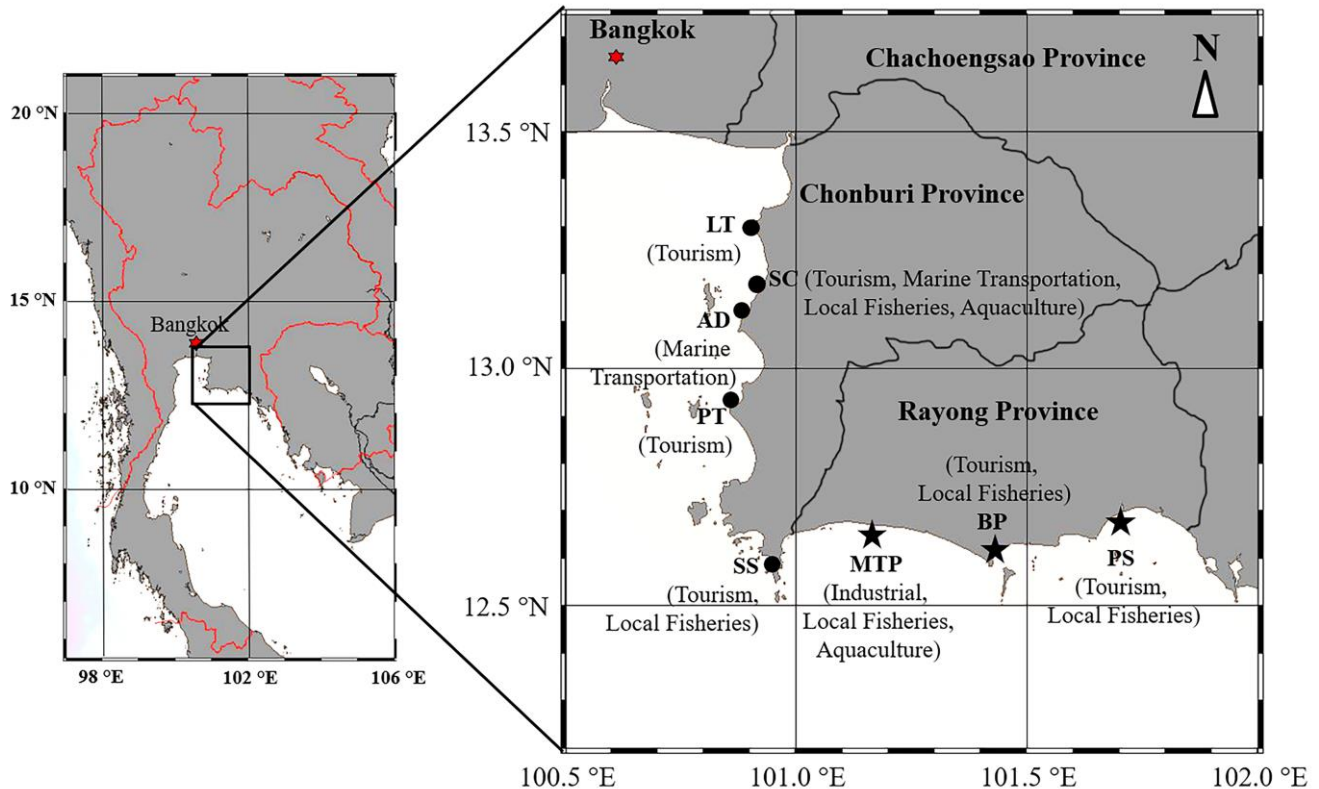 20 °N
15 °N
10 °N
98 °E
102 °E
106 °E
Bangkok
Bangkok
Chachoengsao Province
N
13.5 °N
13.0 °N
12.5 °N
Chonburi Province
LT
(Tourism)
SC (Tourism, Marine Transportation,
Local Fisheries, Aquaculture)
AD
(Marine
Transportation)
PT
(Tourism)
Rayong Province
(Tourism,
Local Fisheries)
BP
SS
(Tourism,
Local Fisheries)
MTP
(Industrial,
Local Fisheries,
Aquaculture)
PS
(Tourism,
Local Fisheries)
100.5 °E
101.0 °E
101.5 °E
102.0 °E